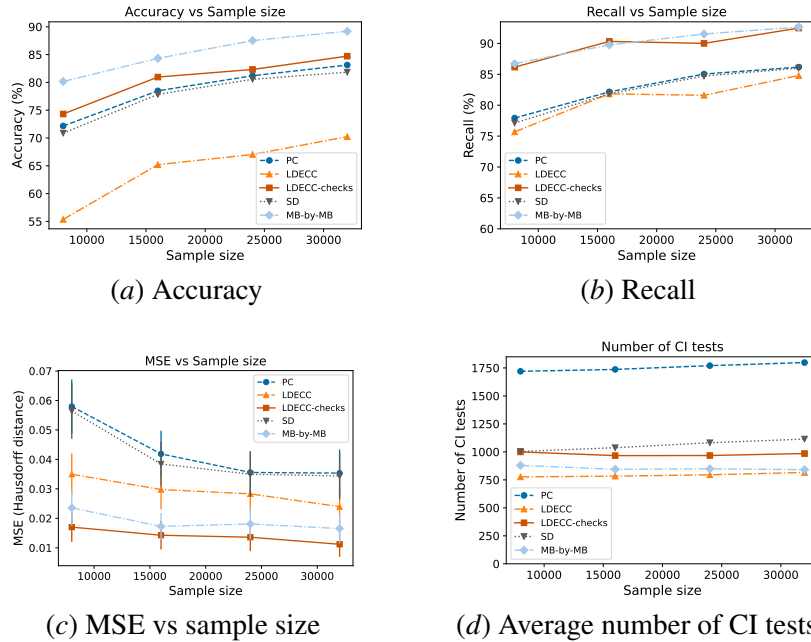 Accuracy vs Sample size
90
85
80
75
70
65
60
55
Accuracy (%)
PC
LDECC
LDECC-checks
SD
MB-by-MB
10000 15000 20000 25000 30000
Sample size
(a) Accuracy
Recall vs Sample size
95
90
85
80
75
70
65
60
Recall (%)
PC
LDECC
LDECC-checks
SD
MB-by-MB
10000 15000 20000 25000 30000
Sample size
(b) Recall
MSE vs Sample size
0.07
0.06
0.05
0.04
0.03
0.02
0.01
MSE (Hausdorff distance)
PC
LDECC
LDECC-checks
SD
MB-by-MB
10000 15000 20000 25000 30000
Sample size
(c) MSE vs sample size
Number of CI tests
1750
1500
1250
1000
750
500
250
0
Number of CI tests
PC
LDECC
LDECC-checks
SD
MB-by-MB
10000 15000 20000 25000 30000
Sample size
(d) Average number of CI tests